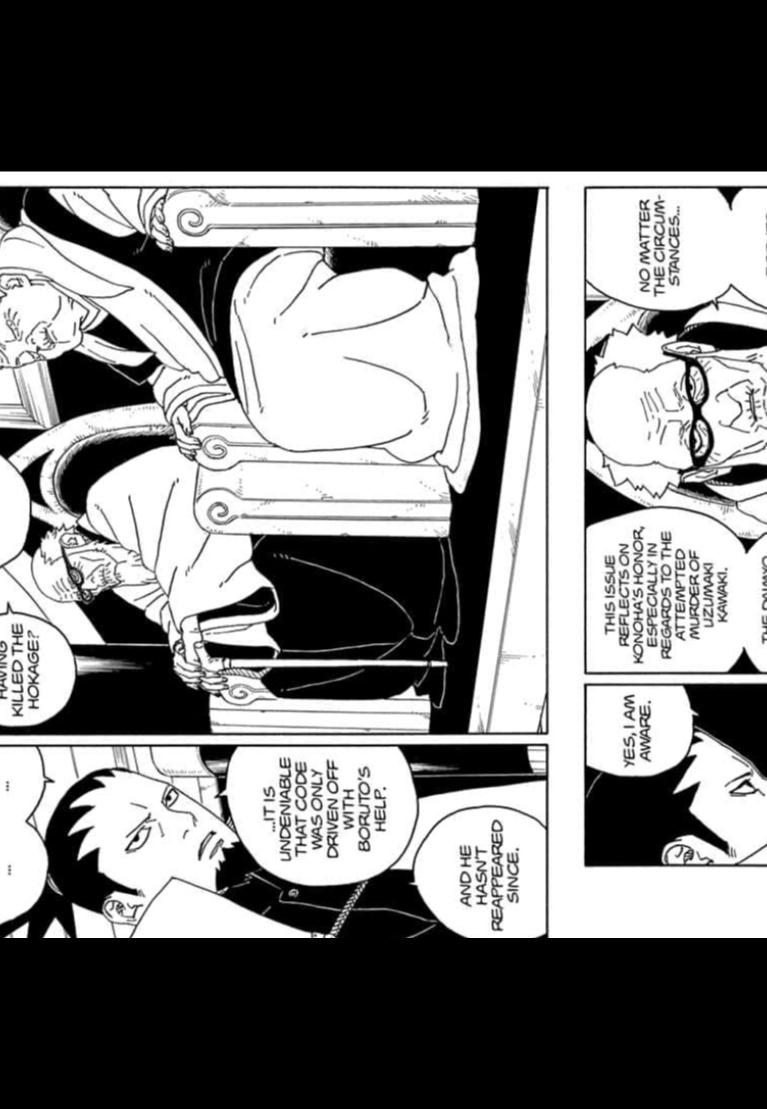 HAVING
KILLED THE
HOKAGE?
...
...
...IT IS
UNDENIABLE
THAT CODE
WAS ONLY
DRIVEN OFF
WITH
BORUTO'S
HELP.
AND HE
HASN'T
REAPPEARED
SINCE.
NO MATTER
THE CIRCUM-
STANCES...
THIS ISSUE
REFLECTS ON
KONOHA'S HONOR,
ESPECIALLY IN
REGARDS TO THE
ATTEMPTED
MURDER OF
UZUMAKI
KAWAKI.
THE DAIMYO
YES, I AM
AWARE.